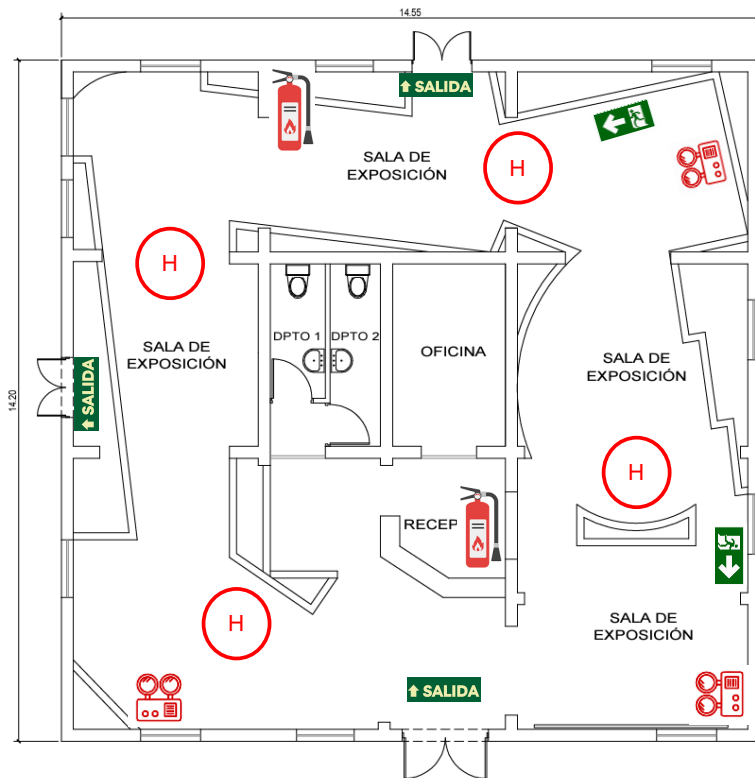 14.55
SALIDA
SALA DE
EXPOSICIÓN
H
H
14.20
SALA DE
EXPOSICIÓN
SALIDA
DPTO 1
DPTO 2
OFICINA
SALA DE
EXPOSICIÓN
H
RECEP
H
SALA DE
EXPOSICIÓN
SALIDA